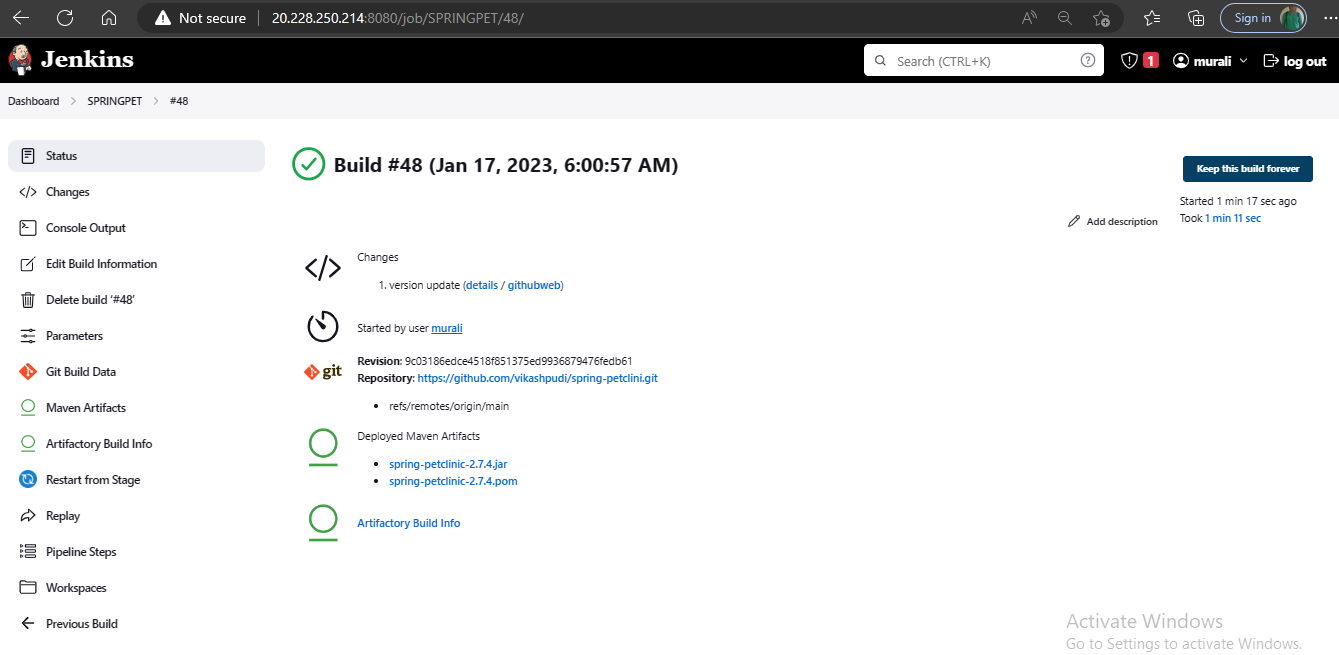 Not secure 20.228.250.214:8080/job/SPRINGPET/48/ A Sign in
Jenkins Search (CTRL+K) ? 1 murali log out
Dashboard SPRINGPET #48
Status
Changes
Console Output
Edit Build Information
Delete build ‘#48’
Parameters
Git Build Data
Maven Artifacts
Artifactory Build Info
Restart from Stage
Replay
Pipeline Steps
Workspaces
Previous Build
Build #48 (Jan 17, 2023, 6:00:57 AM)
Keep this build forever
Started 1 min 17 sec ago
Took 1 min 11 sec
Add description
Changes
1. version update (details / githubweb)
Started by user murali
git
Revision: 9c03186edce4518f851375ed9936879476fedb61
Repository: https://github.com/vikashpudi/spring-petclini.git
refs/remotes/origin/main
Deployed Maven Artifacts
spring-petclinic-2.7.4.jar
spring-petclinic-2.7.4.pom
Artifactory Build Info
Activate Windows
Go to Settings to activate Windows.